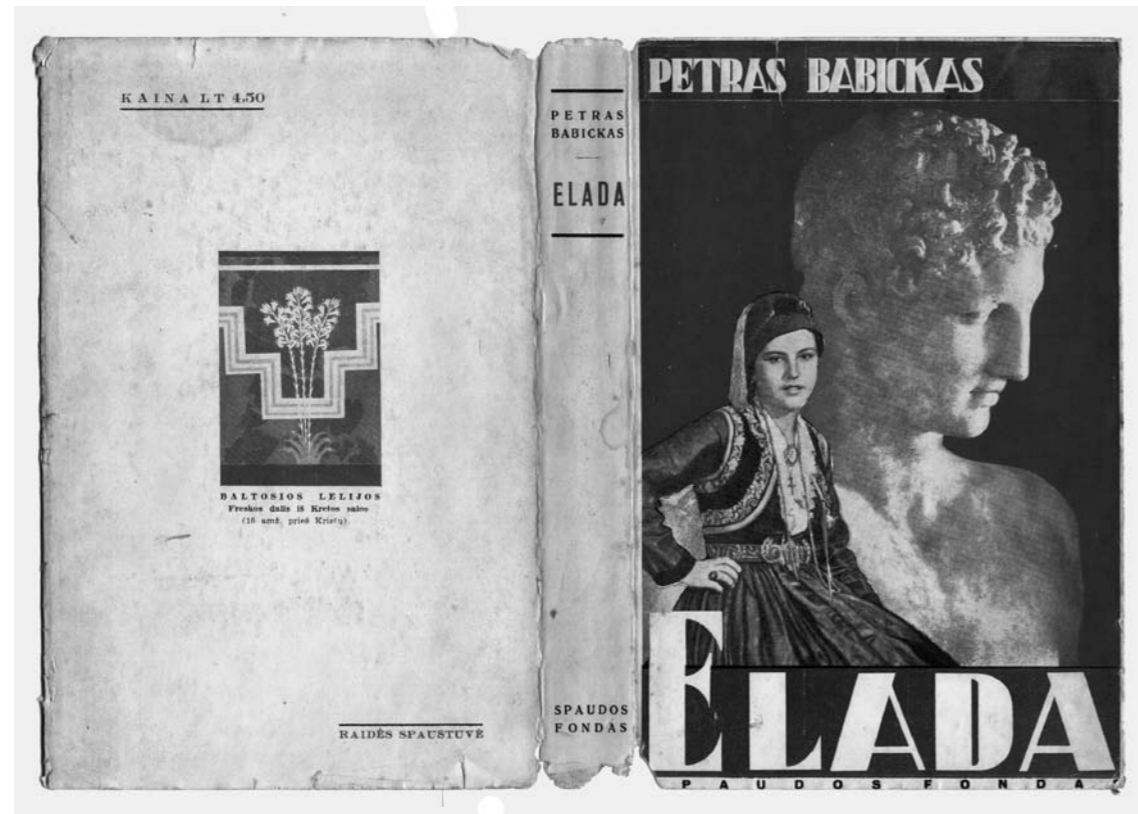 KAINA LT 4.50
BALTOSIOS LELIJOS
Freskos dalis iš Kretos salos
(16 amž. prieš Kristų)
RAIDĖS SPAUSTUVĖ
PETRAS
BABICKAS
ELADA
SPAUDOS
FONDAS
PETRAS BABICKAS
ELADA
PAUDOS FONDA